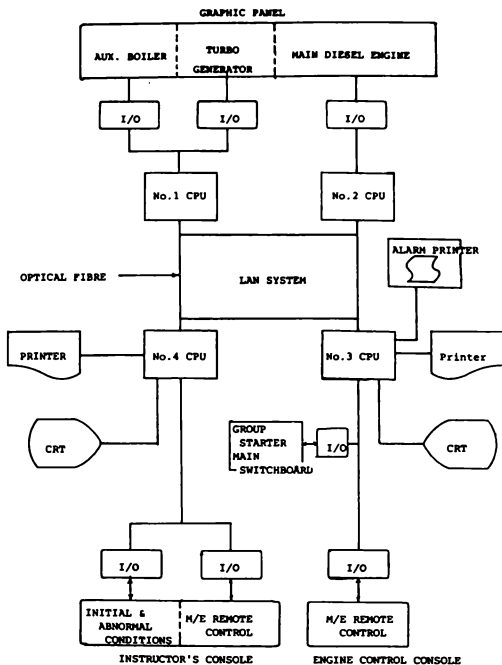 GRAPHIC PANEL
AUX. BOILER
TURBO
GENERATOR
MAIN DIESEL ENGINE
I/O
I/O
I/O
No.1 CPU
No.2 CPU
ALARM PRINTER
OPTICAL FIBRE
LAN SYSTEM
PRINTER
No.4 CPU
No.3 CPU
Printer
CRT
GROUP
STARTER
MAIN
SWITCHBOARD
I/O
CRT
I/O
I/O
I/O
INITIAL &
ABNORMAL
CONDITIONS
M/E REMOTE
CONTROL
M/E REMOTE
CONTROL
INSTRUCTOR'S CONSOLE
ENGINE CONTROL CONSOLE